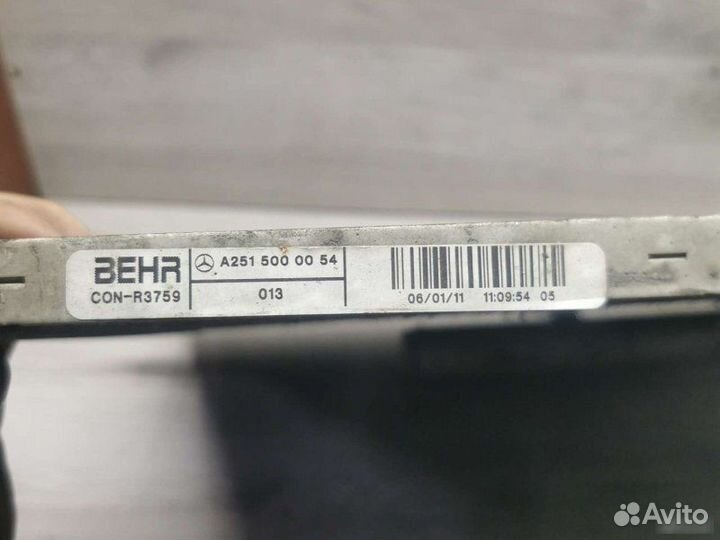 BEHR
CON-R3759
A251 500 00 54
013
06/01/11 11:09:54 05
Avito